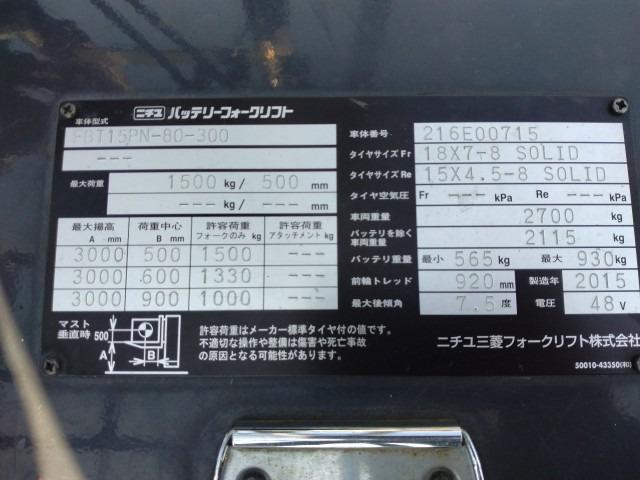 ニチユ バッテリーフォークリフト
車体型式
FBT15PN-80-300
---
最大荷重 1500 kg/ 500 mm
--- kg/ --- mm
最大揚高 A mm 荷重中心 B mm 許容荷重 フォークのみ kg 許容荷重 アタッチメント kg
3000 500 1500 ---
3000 600 1330 ---
3000 900 1000 ---
マスト垂直時 500 A B
許容荷重はメーカー標準タイヤ付の値です。
不適切な操作や整備は傷害や死亡事故
の原因となる可能性があります。
車体番号 216E00715
タイヤサイズ Fr 18X7-8 SOLID
タイヤサイズ Re 15X4.5-8 SOLID
タイヤ空気圧 Fr --- kPa Re --- kPa
車両重量 2700 kg
バッテリを除く車両重量 2115 kg
バッテリ重量 最小 565 kg 最大 930 kg
前輪トレッド 920 mm 製造年 2015
最大後傾角 7.5 度 電圧 48 V
ニチユ三菱フォークリフト株式会社
50010-43350(和)